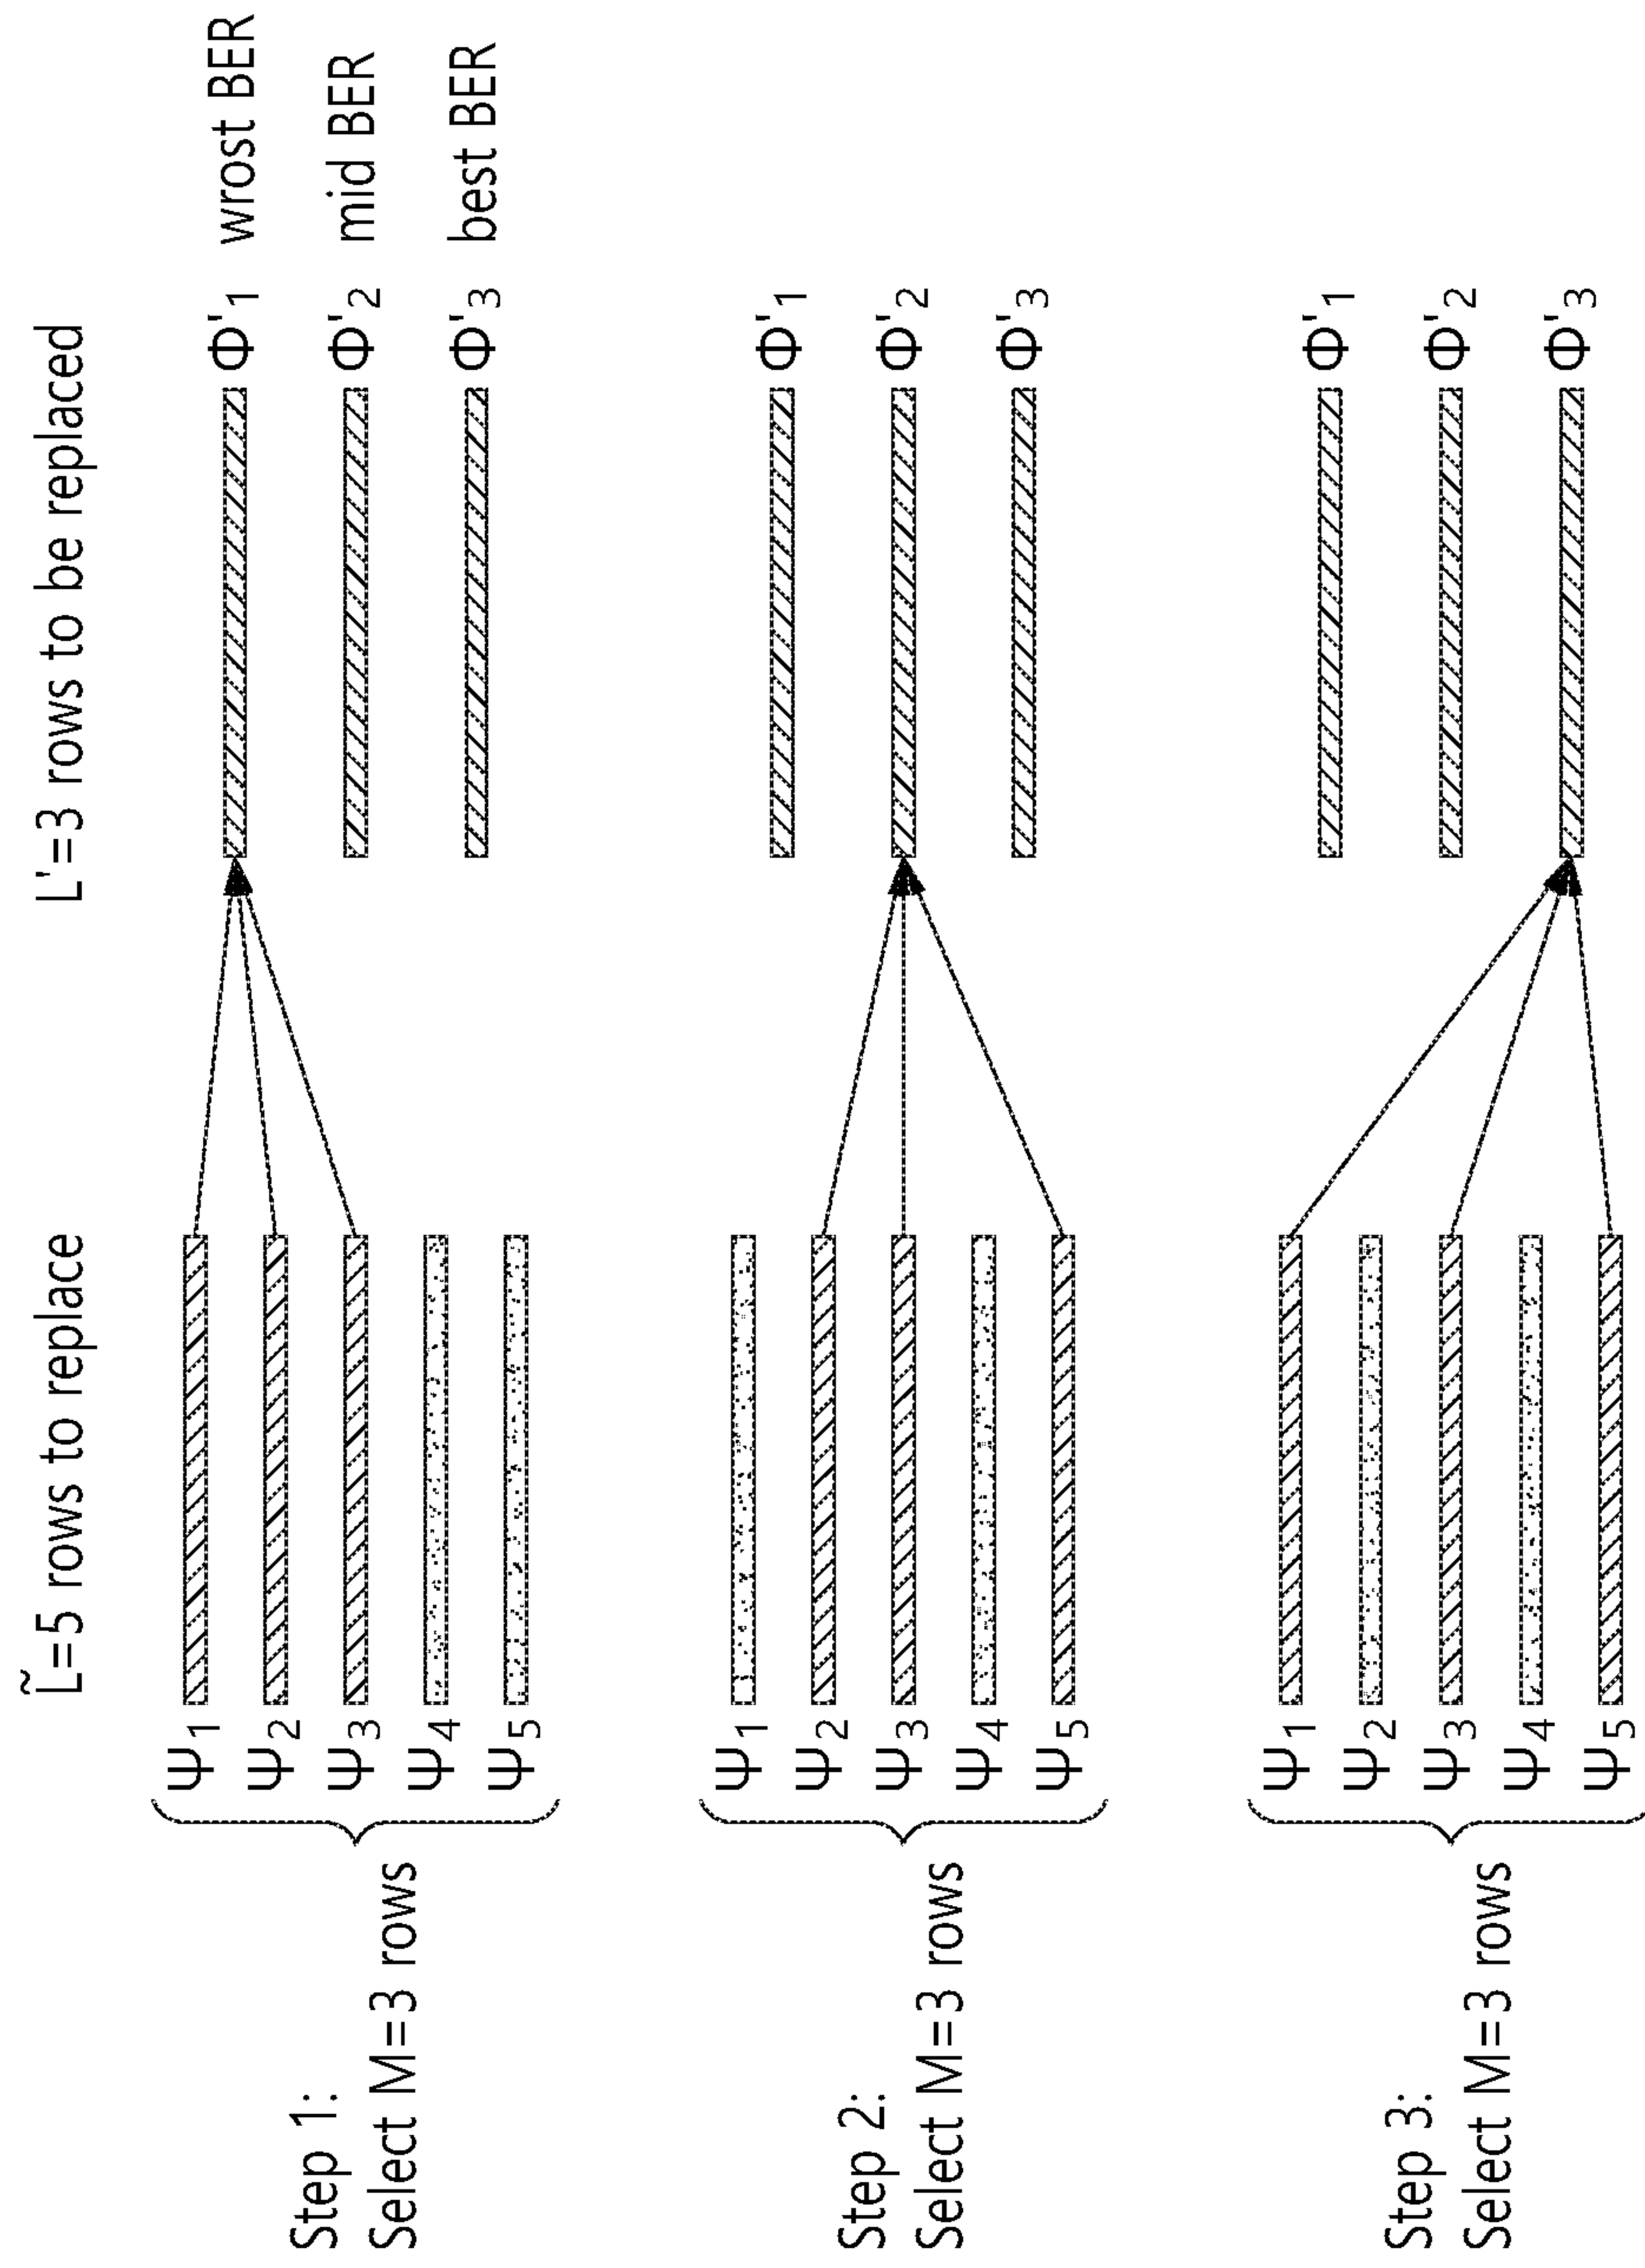 L̃=5 rows to replace
L'=3 rows to be replaced
Step 1:
Select M=3 rows
Ψ1
Ψ2
Ψ3
Ψ4
Ψ5
Φ'1 wrost BER
Φ'2 mid BER
Φ'3 best BER
Step 2:
Select M=3 rows
Ψ1
Ψ2
Ψ3
Ψ4
Ψ5
Φ'1
Φ'2
Φ'3
Step 3:
Select M=3 rows
Ψ1
Ψ2
Ψ3
Ψ4
Ψ5
Φ'1
Φ'2
Φ'3